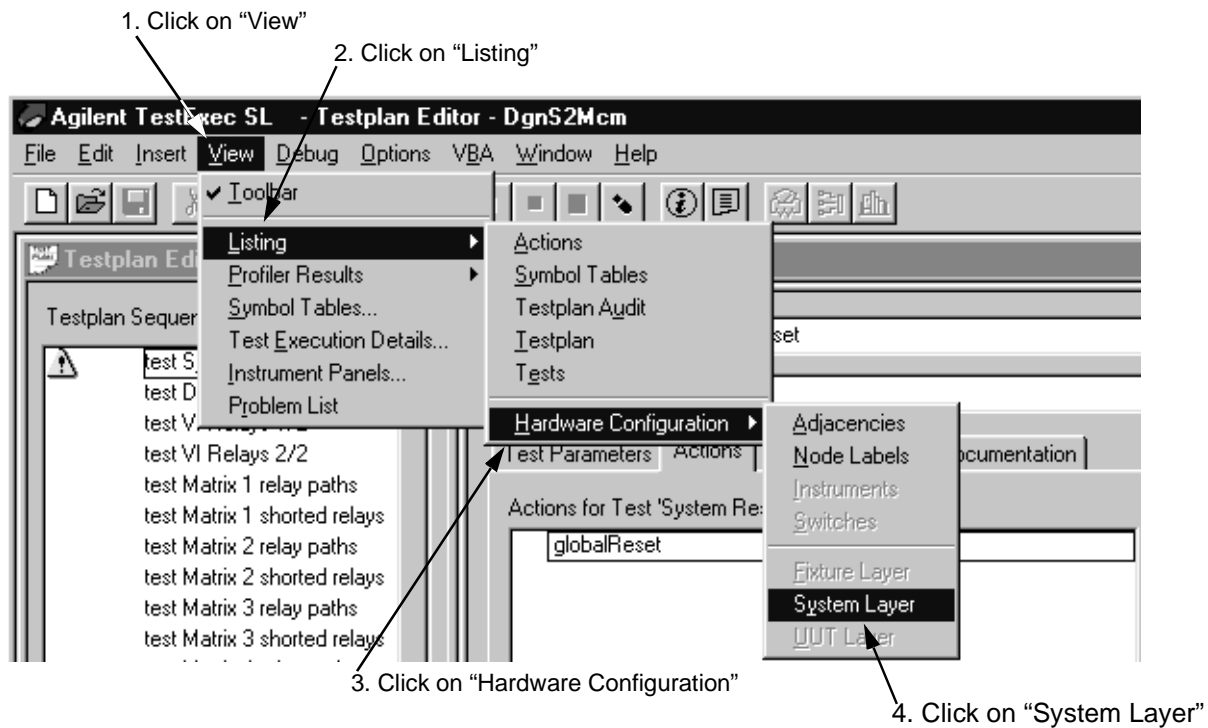 1. Click on “View”
2. Click on “Listing”
Agilent TestExec SL - Testplan Editor - DgnS2Mcm
File Edit Insert View Debug Options VBA Window Help
Toolbar
Listing
Profiler Results
Symbol Tables...
Test Execution Details...
Instrument Panels...
Problem List
Actions
Symbol Tables
Testplan Audit
Testplan
Tests
Hardware Configuration
Adjacencies
Node Labels
Instruments
Switches
Fixture Layer
System Layer
UUT Layer
Testplan Edi
Testplan Sequer
set
test S
test D
test V
test VI Relays 2/2
test Matrix 1 relay paths
test Matrix 1 shorted relays
test Matrix 2 relay paths
test Matrix 2 shorted relays
test Matrix 3 relay paths
test Matrix 3 shorted relays
Test Parameters Actions ocumentation
Actions for Test 'System Re
globalReset
3. Click on “Hardware Configuration”
4. Click on “System Layer”